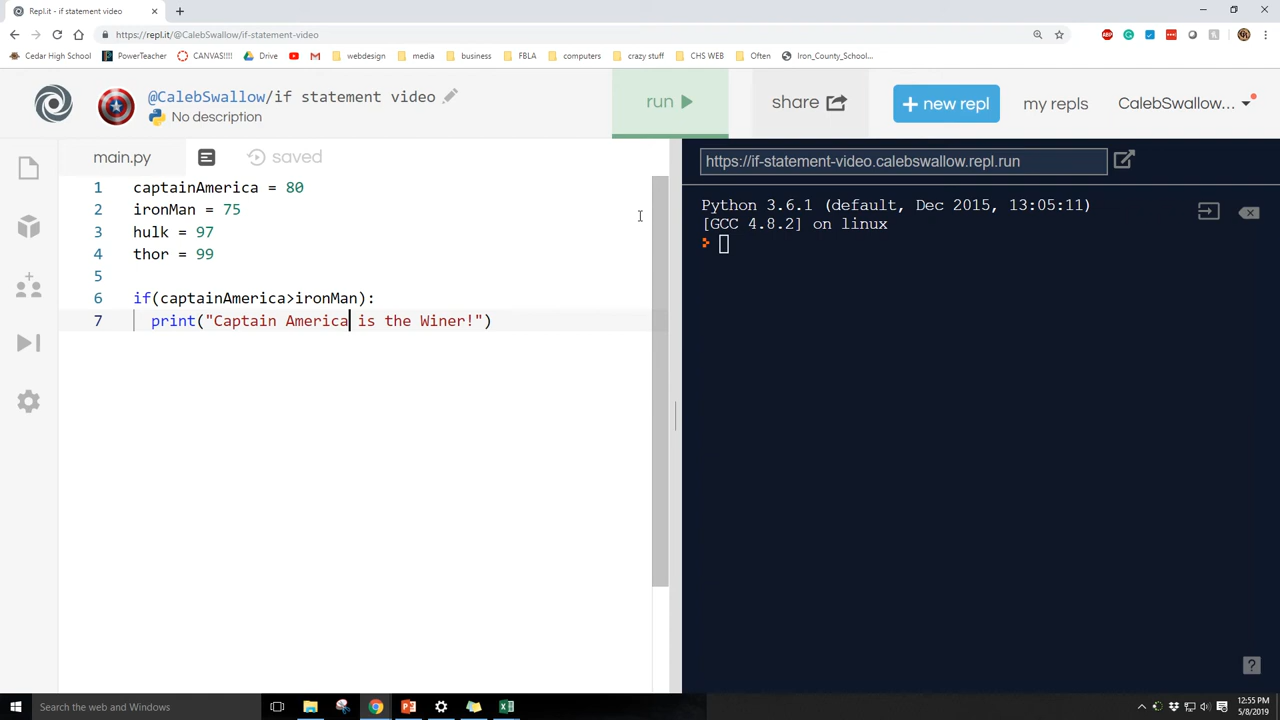 Repl.it - if statement video
https://repl.it/@CalebSwallow/if-statement-video
Cedar High School PowerTeacher CANVAS!!!! Drive webdesign media business FBLA computers crazy stuff CHS WEB Often Iron_County_School...
@CalebSwallow/if statement video
No description
run
share
+ new repl
my repls
CalebSwallow...
main.py
saved
https://if-statement-video.calebswallow.repl.run
1 captainAmerica = 80
2 ironMan = 75
3 hulk = 97
4 thor = 99
5
6 if(captainAmerica>ironMan):
7 print("Captain America is the Winer!")
Python 3.6.1 (default, Dec 2015, 13:05:11)
[GCC 4.8.2] on linux
?
Search the web and Windows
12:55 PM
5/8/2019